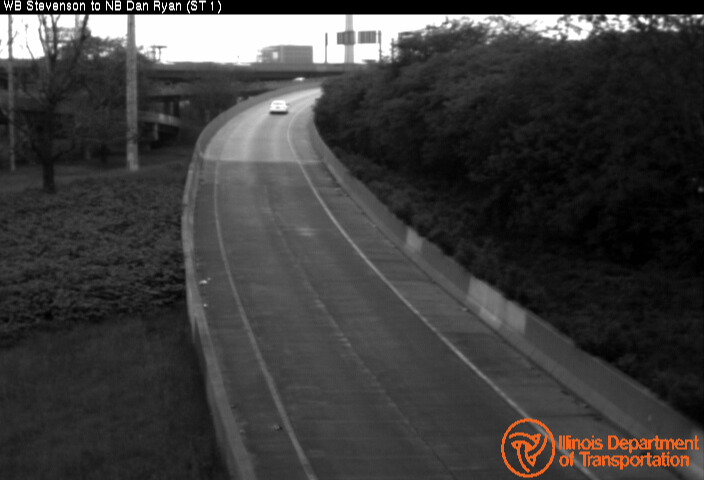 WB Stevenson to NB Dan Ryan (ST 1)
Illinois Department
of Transportation